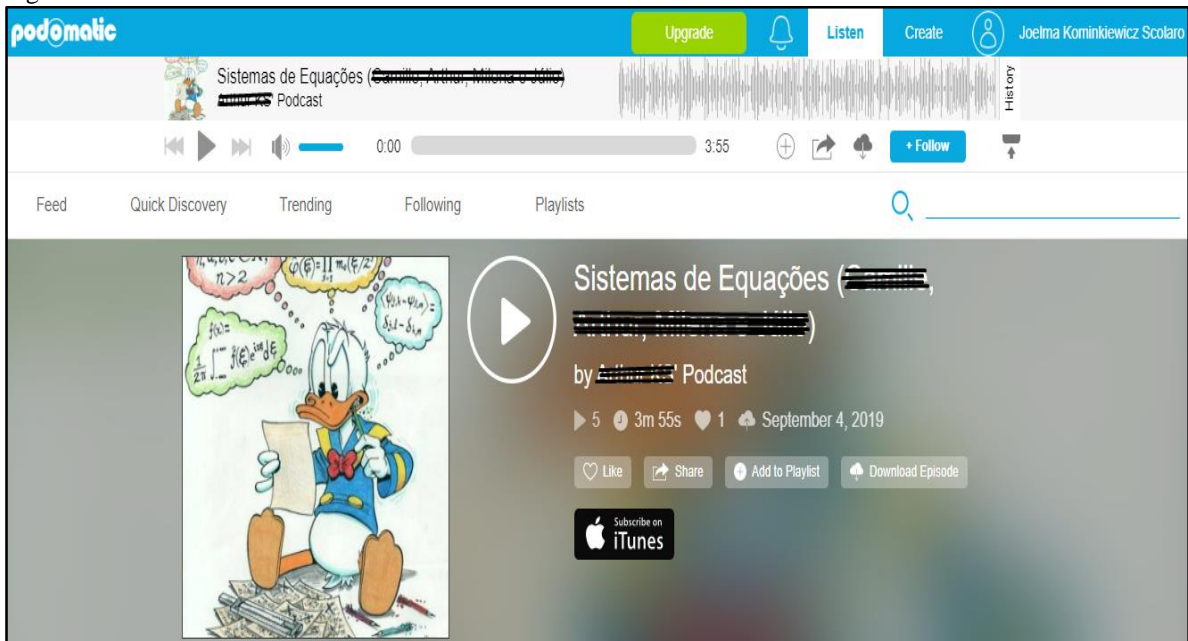 podomatic
Upgrade
Listen
Create
Joelma Kominkiewicz Scolaro
Sistemas de Equações (
Podcast
History
0:00
3:55
+ Follow
Feed
Quick Discovery
Trending
Following
Playlists
n>2
Sistemas de Equações (
)
by ' Podcast
5 3m 55s 1 September 4, 2019
Like
Share
Add to Playlist
Download Episode
Subscribe on
iTunes